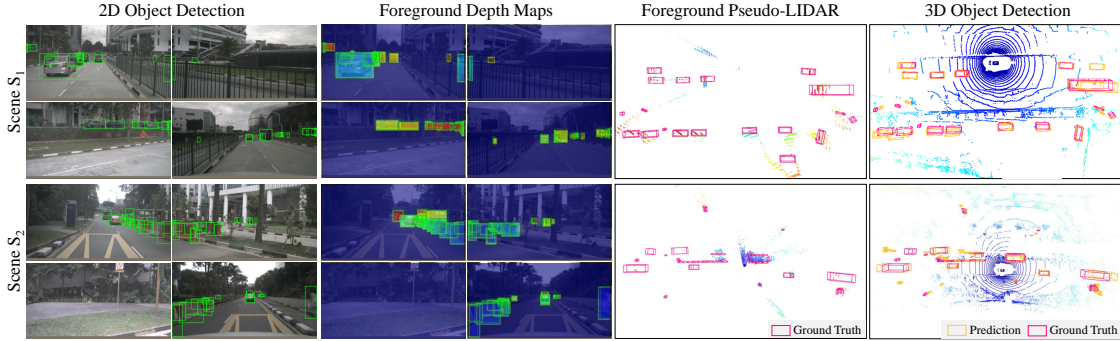 2D Object Detection
Foreground Depth Maps
Foreground Pseudo-LIDAR
3D Object Detection
Scene S1
Scene S2
Ground Truth
Prediction
Ground Truth